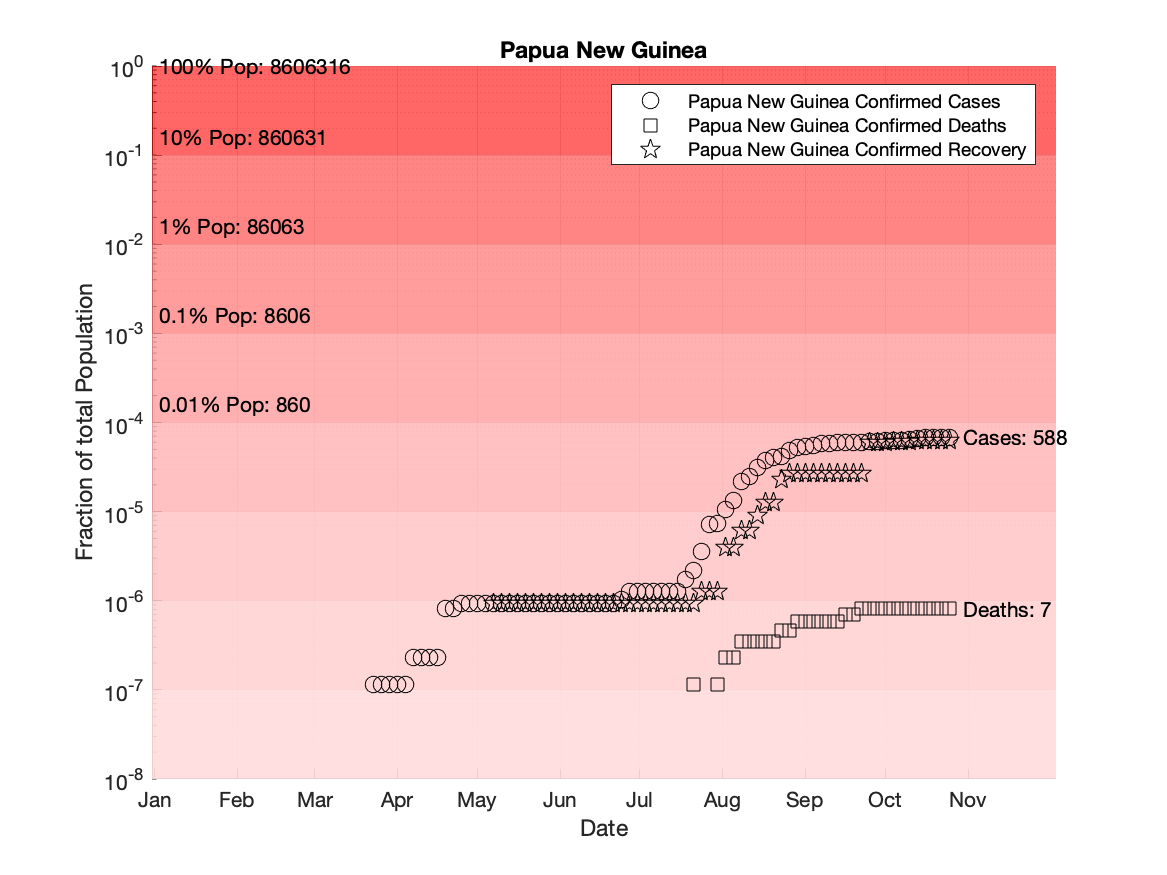 Papua New Guinea
10^0
100% Pop: 8606316
Papua New Guinea Confirmed Cases
Papua New Guinea Confirmed Deaths
Papua New Guinea Confirmed Recovery
10% Pop: 860631
10^-1
1% Pop: 86063
10^-2
0.1% Pop: 8606
10^-3
0.01% Pop: 860
10^-4
Cases: 588
10^-5
10^-6
Deaths: 7
10^-7
10^-8
Fraction of total Population
Jan Feb Mar Apr May Jun Jul Aug Sep Oct Nov
Date